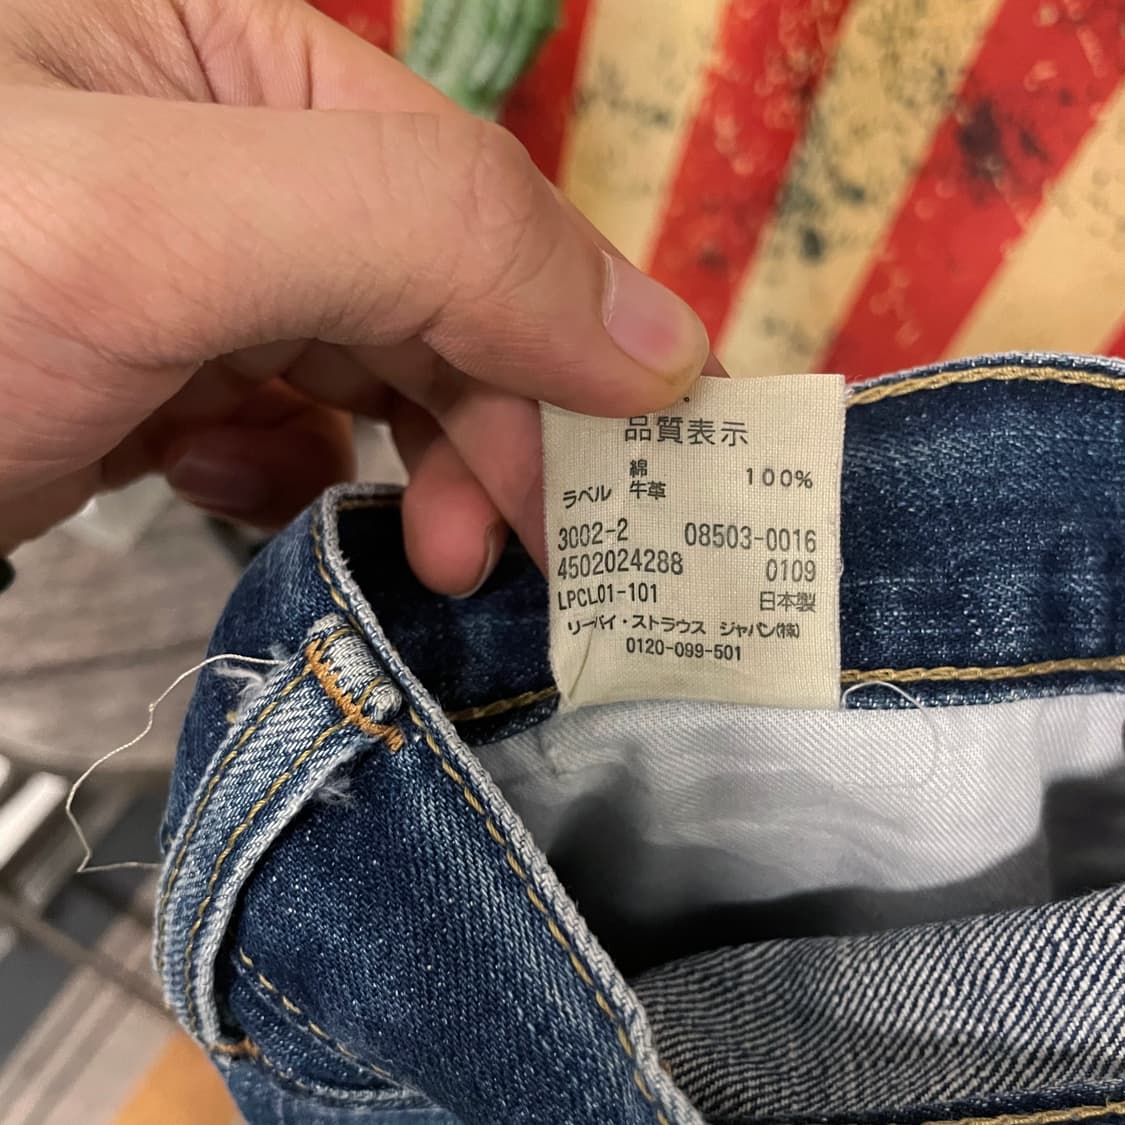 品質表示
綿 100%
ラベル 牛革
3002-2 08503-0016
4502024288 0109
LPCL01-101 日本製
リーバイ・ストラウス ジャパン(株)
0120-099-501